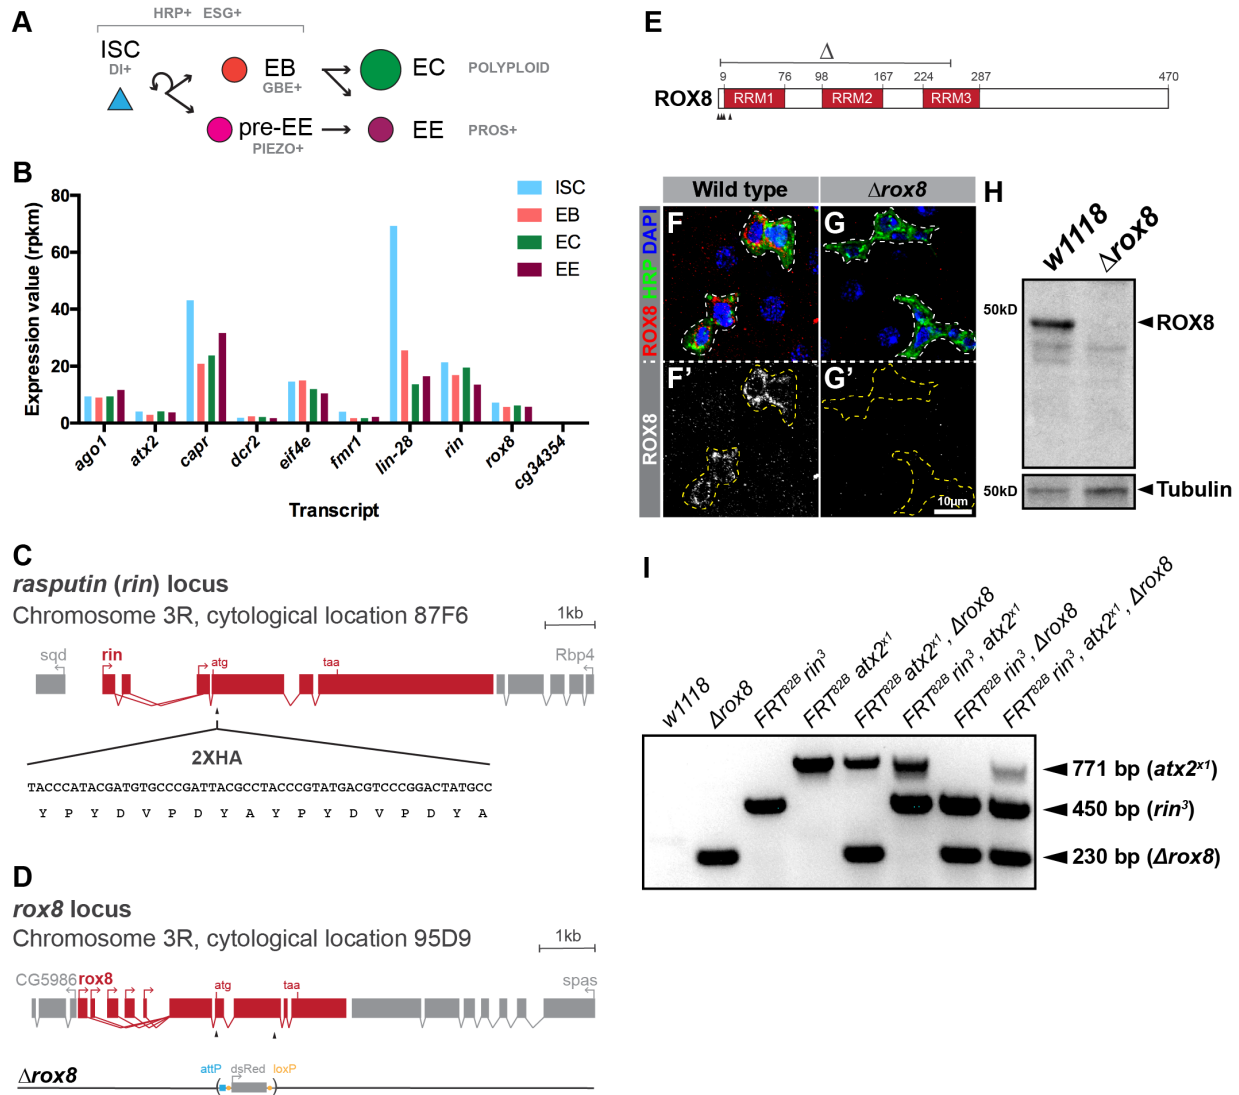 A
HRP+ ESG+
ISC
Dl+
EB
GBE+
EC
POLYPLOID
pre-EE
PIEZO+
EE
PROS+
B
Expression value (rpkm)
80
60
40
20
0
ISC
EB
EC
EE
ago1
atx2
capr
dcr2
eif4e
fmr1
lin-28
rin
rox8
cg34354
Transcript
C
rasputin (rin) locus
Chromosome 3R, cytological location 87F6
1kb
sqd
rin
atg
taa
Rbp4
2XHA
TACCCATACGATGTGCCCGATTACGCCTACCCGTATGACGTCCCGGACTATGCC
Y P Y D V P D Y A Y P Y D V P D Y A
D
rox8 locus
Chromosome 3R, cytological location 95D9
1kb
CG5986
rox8
atg
taa
spas
attP
dsRed
loxP
Δrox8
E
Δ
9 76 98 167 224 287 470
ROX8
RRM1
RRM2
RRM3
Wild type
Δrox8
ROX8 HRP DAPI
F
G
ROX8
F'
G'
10μm
H
w1118
Δrox8
50kD
ROX8
50kD
Tubulin
I
w1118
Δrox8
FRT82B rin3
FRT82B atx2x1
FRT82B atx2x1, Δrox8
FRT82B rin3, atx2x1
FRT82B rin3, Δrox8
FRT82B rin3, atx2x1, Δrox8
771 bp (atx2x1)
450 bp (rin3)
230 bp (Δrox8)